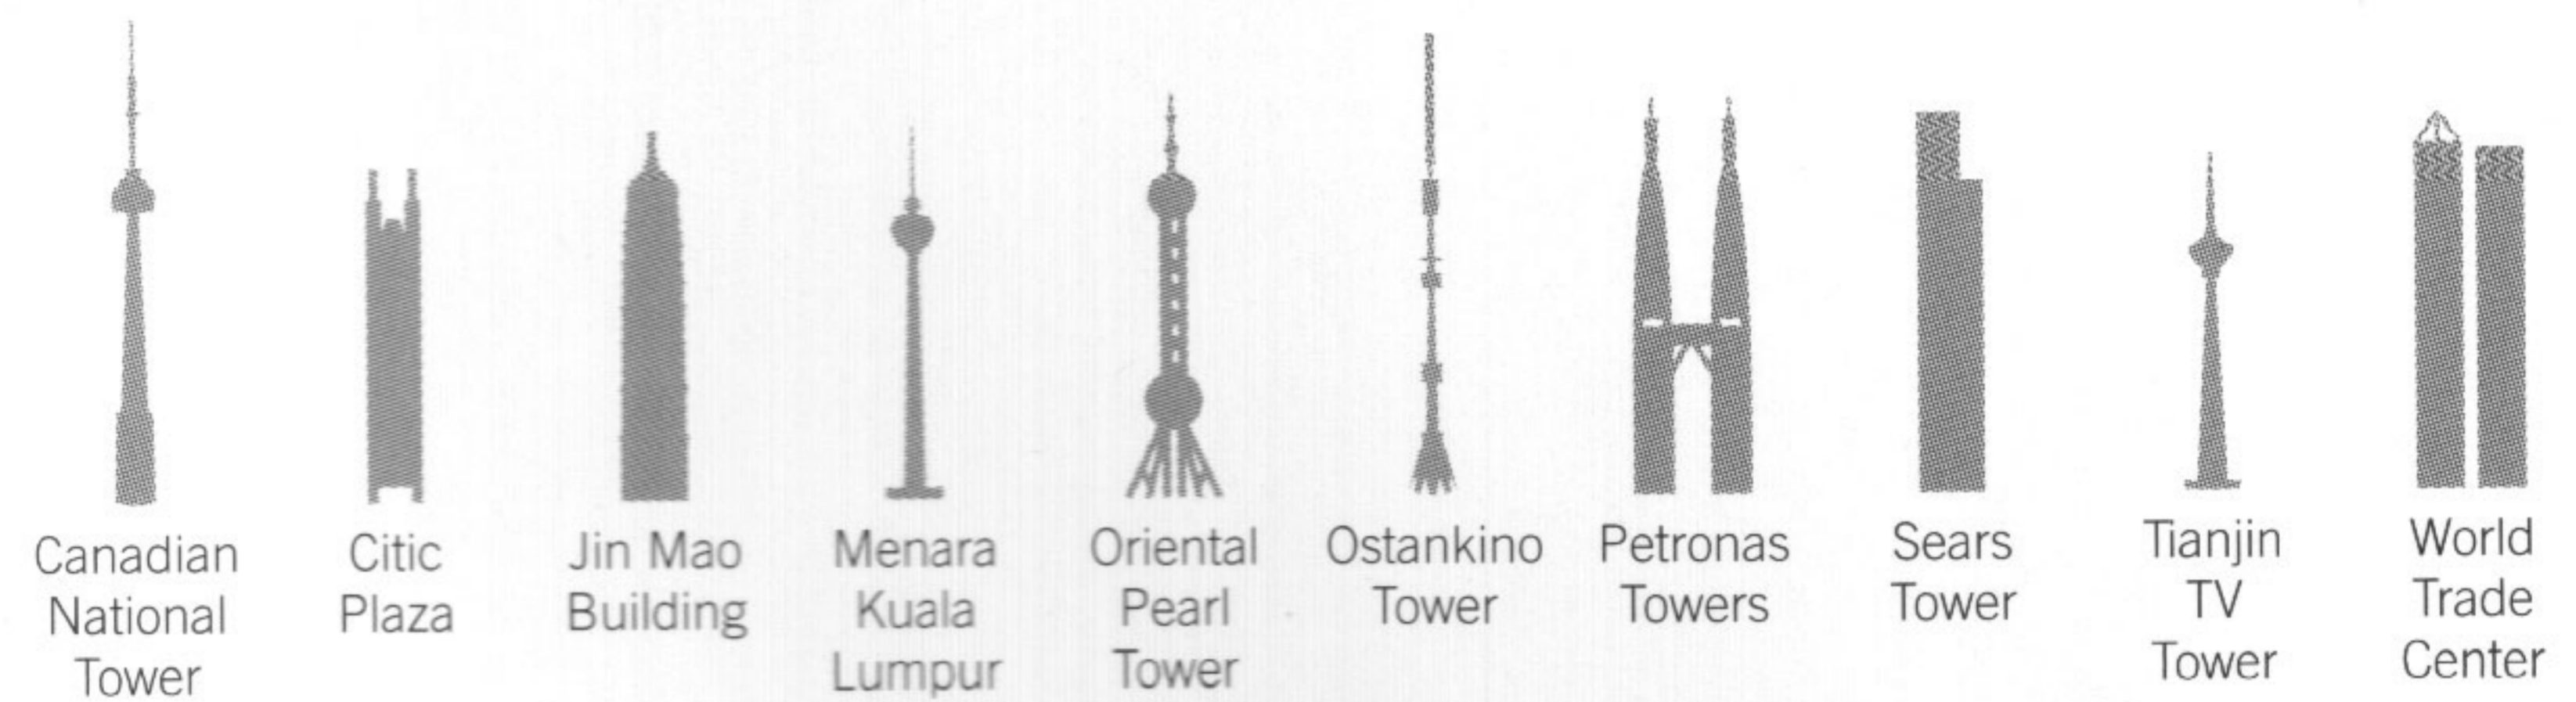 Canadian
National
Tower
Citic
Plaza
Jin Mao
Building
Menara
Kuala
Lumpur
Oriental
Pearl
Tower
Ostankino
Tower
Petronas
Towers
Sears
Tower
Tianjin
TV
Tower
World
Trade
Center